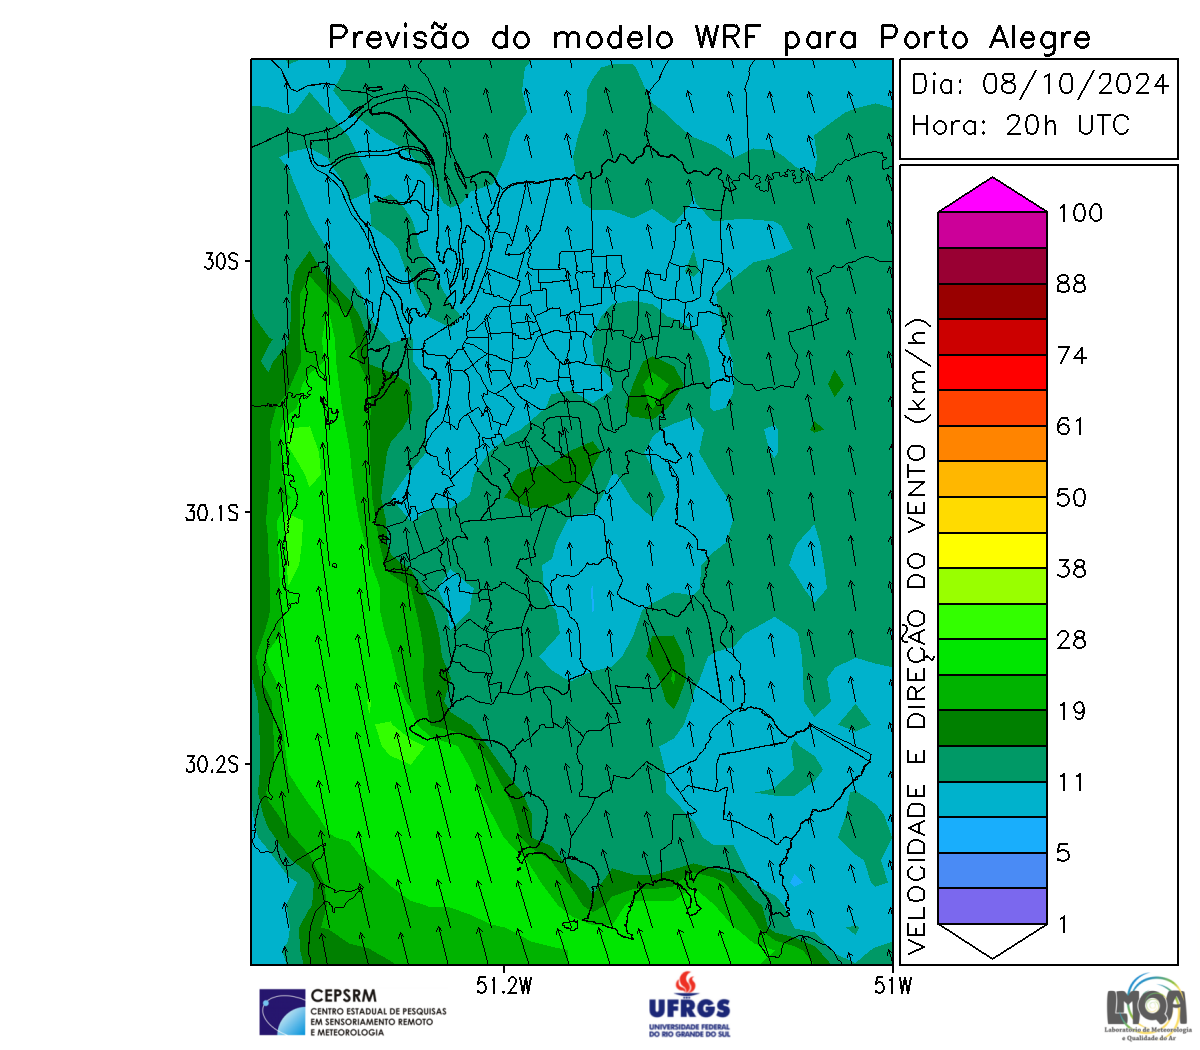 Previsão do modelo WRF para Porto Alegre
Dia: 08/10/2024
Hora: 20h UTC
30S
30.1S
30.2S
51.2W
51W
VELOCIDADE E DIREÇÃO DO VENTO (km/h)
100
88
74
61
50
38
28
19
11
5
1
CEPSRM
CENTRO ESTADUAL DE PESQUISAS
EM SENSORIAMENTO REMOTO
E METEOROLOGIA
UFRGS
UNIVERSIDADE FEDERAL
DO RIO GRANDE DO SUL
LMQA
Laboratório de Meteorologia
e Qualidade do Ar